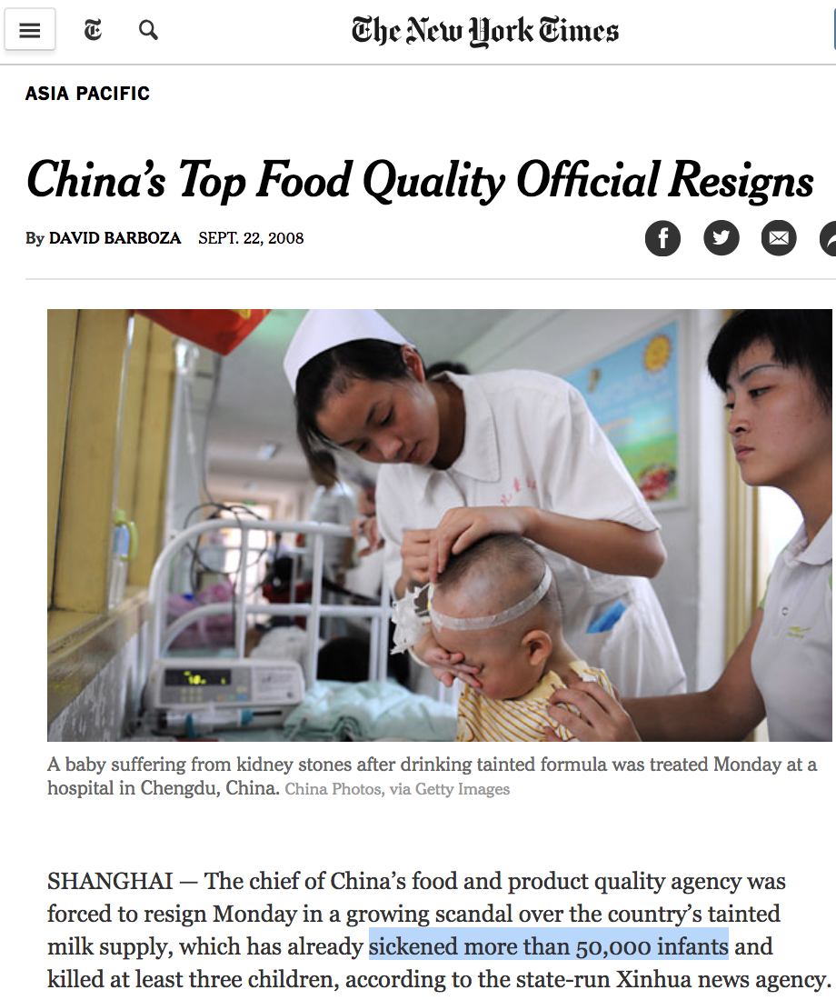 The New York Times
ASIA PACIFIC
China’s Top Food Quality Official Resigns
By DAVID BARBOZA SEPT. 22, 2008
A baby suffering from kidney stones after drinking tainted formula was treated Monday at a
hospital in Chengdu, China. China Photos, via Getty Images
SHANGHAI — The chief of China’s food and product quality agency was
forced to resign Monday in a growing scandal over the country’s tainted
milk supply, which has already sickened more than 50,000 infants and
killed at least three children, according to the state-run Xinhua news agency.